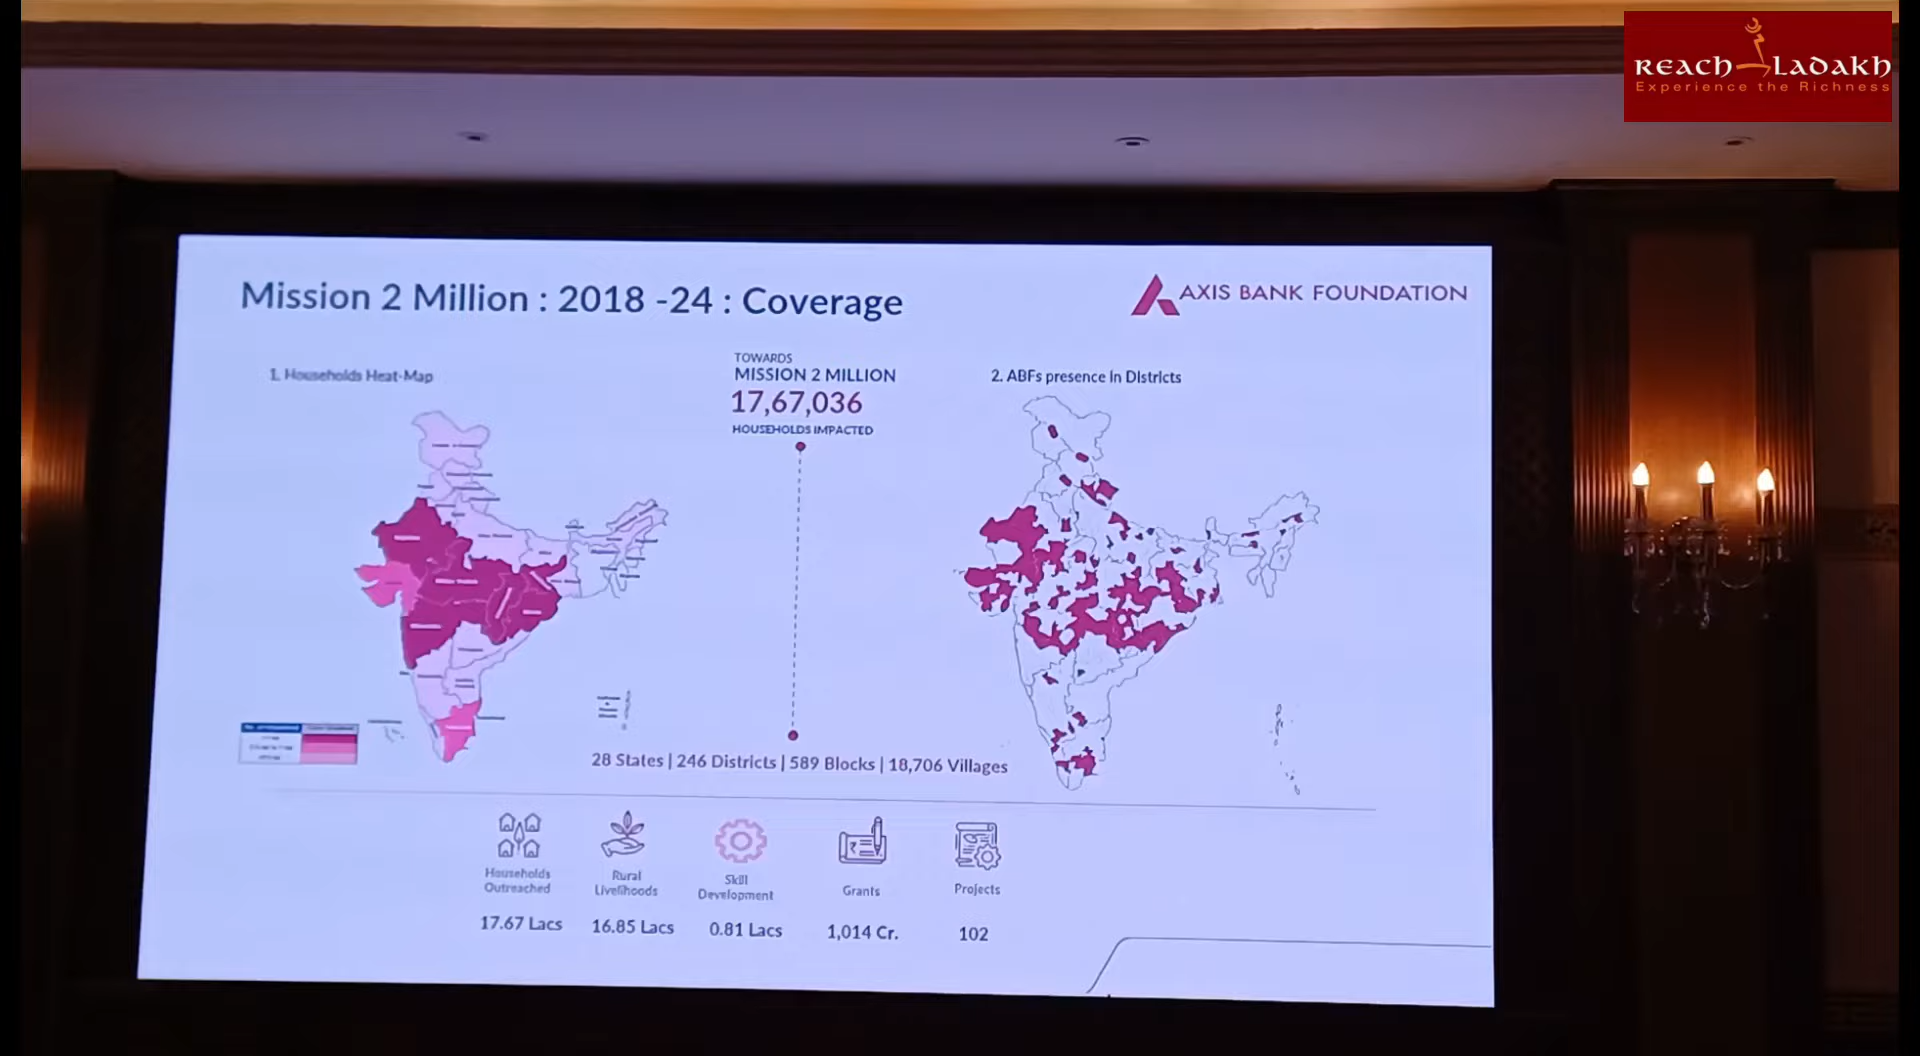 REACH LADAKH
Experience the Richness
Mission 2 Million : 2018 -24 : Coverage
AXIS BANK FOUNDATION
1. Households Heat-Map
TOWARDS
MISSION 2 MILLION
17,67,036
HOUSEHOLDS IMPACTED
2. ABFs presence in Districts
28 States | 246 Districts | 589 Blocks | 18,706 Villages
Households
Outreached
17.67 Lacs
Rural
Livelihoods
16.85 Lacs
Skill
Development
0.81 Lacs
Grants
1,014 Cr.
Projects
102